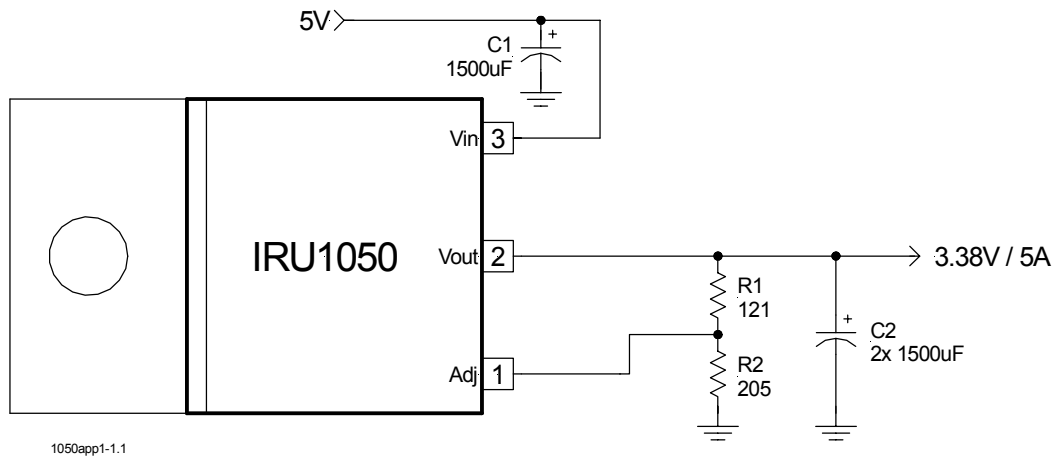 5V
+
C1
1500uF
Vin 3
IRU1050
Vout 2
3.38V / 5A
R1
121
+
C2
2x 1500uF
Adj 1
R2
205
1050app1-1.1